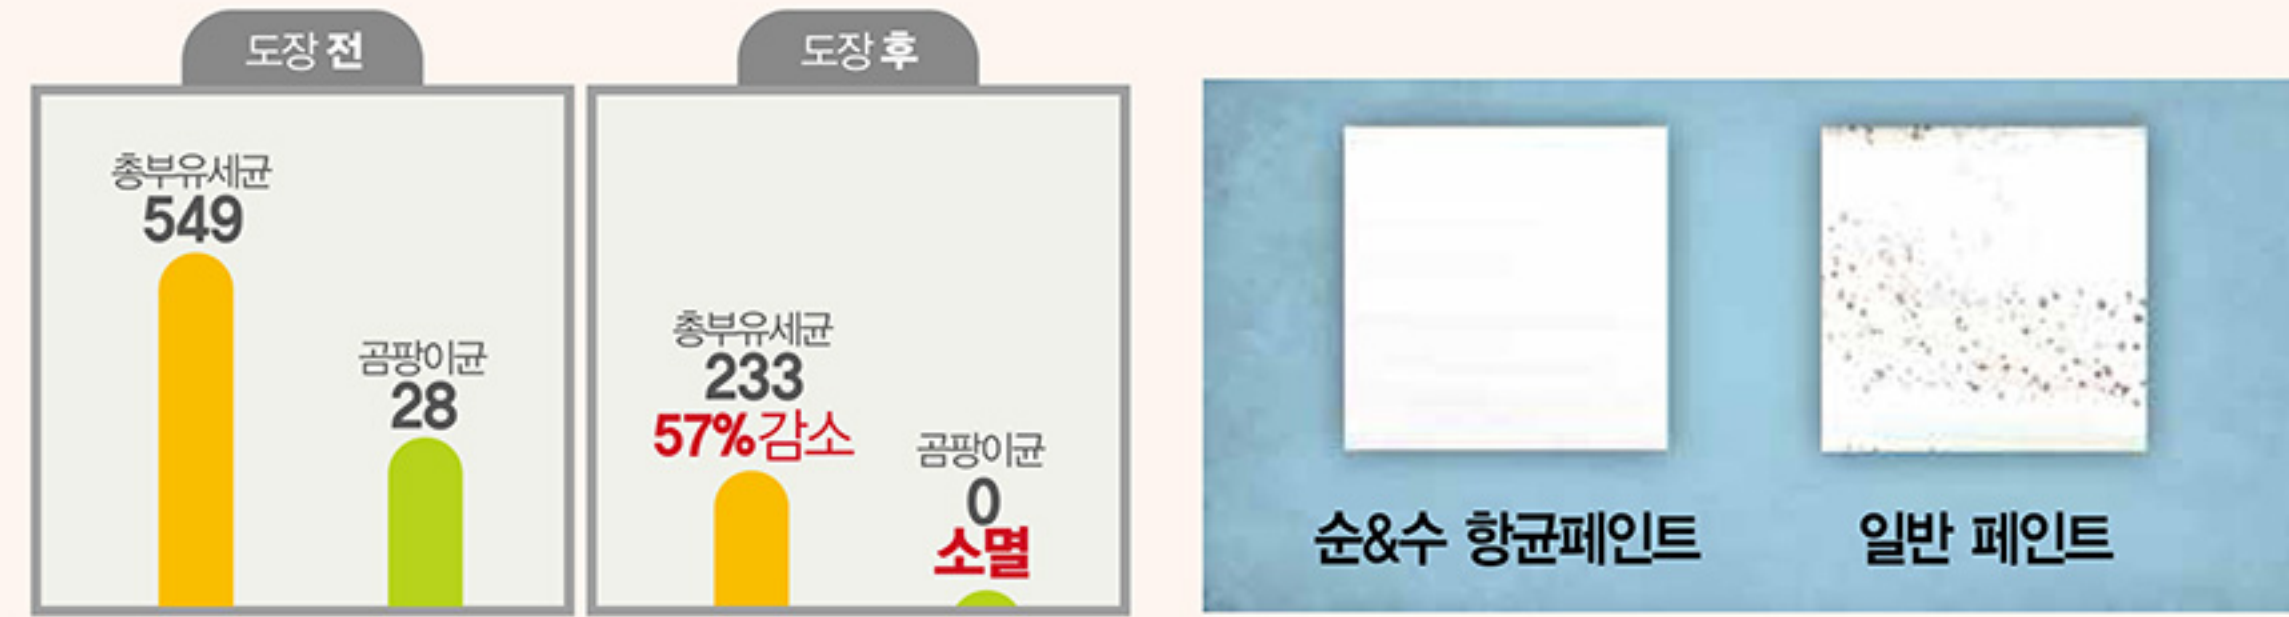 도장 전
총부유세균
549
곰팡이균
28
도장 후
총부유세균
233
57%감소
곰팡이균
0
소멸
순&수 항균페인트
일반 페인트